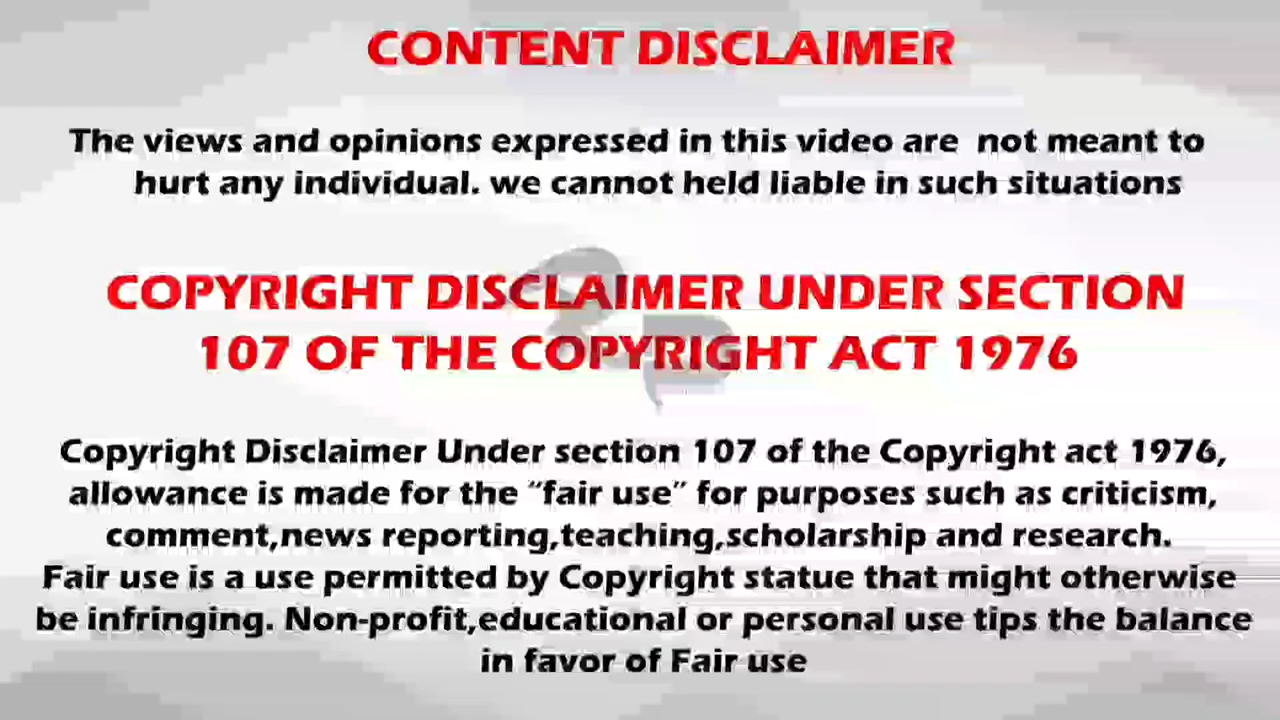 CONTENT DISCLAIMER
The views and opinions expressed in this video are not meant to
hurt any individual. we cannot held liable in such situations
COPYRIGHT DISCLAIMER UNDER SECTION
107 OF THE COPYRIGHT ACT 1976
Copyright Disclaimer Under section 107 of the Copyright act 1976,
allowance is made for the “fair use” for purposes such as criticism,
comment,news reporting,teaching,scholarship and research.
Fair use is a use permitted by Copyright statue that might otherwise
be infringing. Non-profit,educational or personal use tips the balance
in favor of Fair use